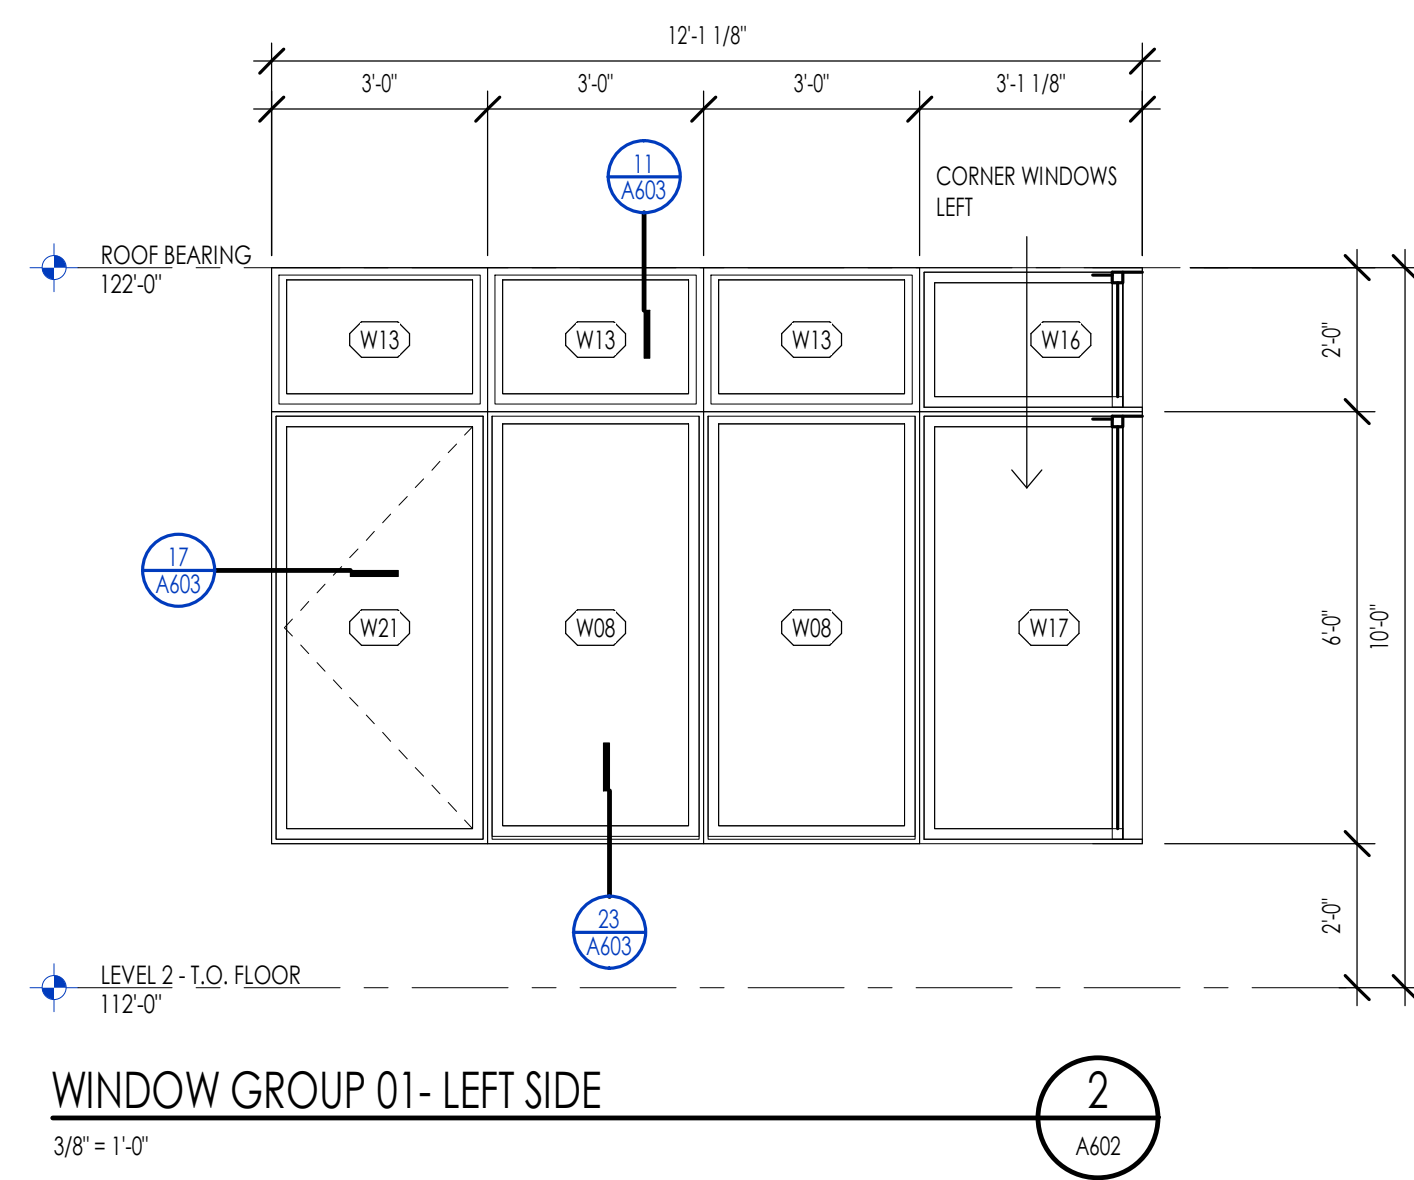 12'-1 1/8"
3'-0"
3'-0"
3'-0"
3'-1 1/8"
11
A603
CORNER WINDOWS
LEFT
ROOF BEARING
122'-0"
W13
W13
W13
W16
2'-0"
17
A603
W21
W08
W08
W17
6'-0"
10'-0"
23
A603
2'-0"
LEVEL 2 - T.O. FLOOR
112'-0"
WINDOW GROUP 01- LEFT SIDE
2
A602
3/8" = 1'-0"